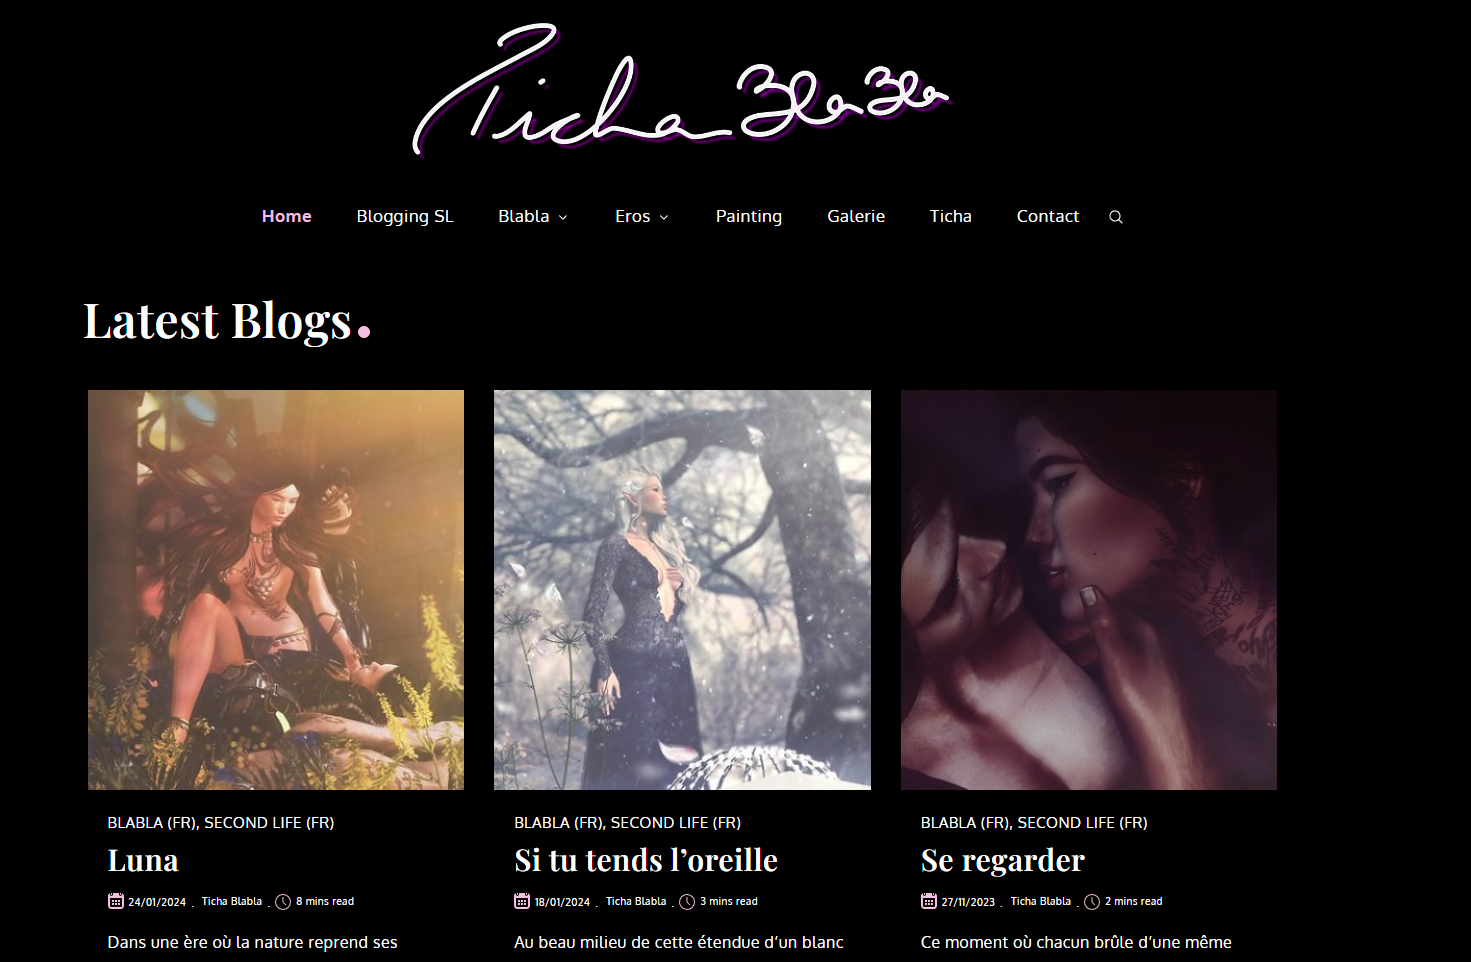 Ticha BlaBla
Home Blogging SL Blabla Eros Painting Galerie Ticha Contact
Latest Blogs.
BLABLA (FR), SECOND LIFE (FR)
Luna
24/01/2024 . Ticha Blabla . 8 mins read
Dans une ère où la nature reprend ses
BLABLA (FR), SECOND LIFE (FR)
Si tu tends l’oreille
18/01/2024 . Ticha Blabla . 3 mins read
Au beau milieu de cette étendue d’un blanc
BLABLA (FR), SECOND LIFE (FR)
Se regarder
27/11/2023 . Ticha Blabla . 2 mins read
Ce moment où chacun brûle d’une même